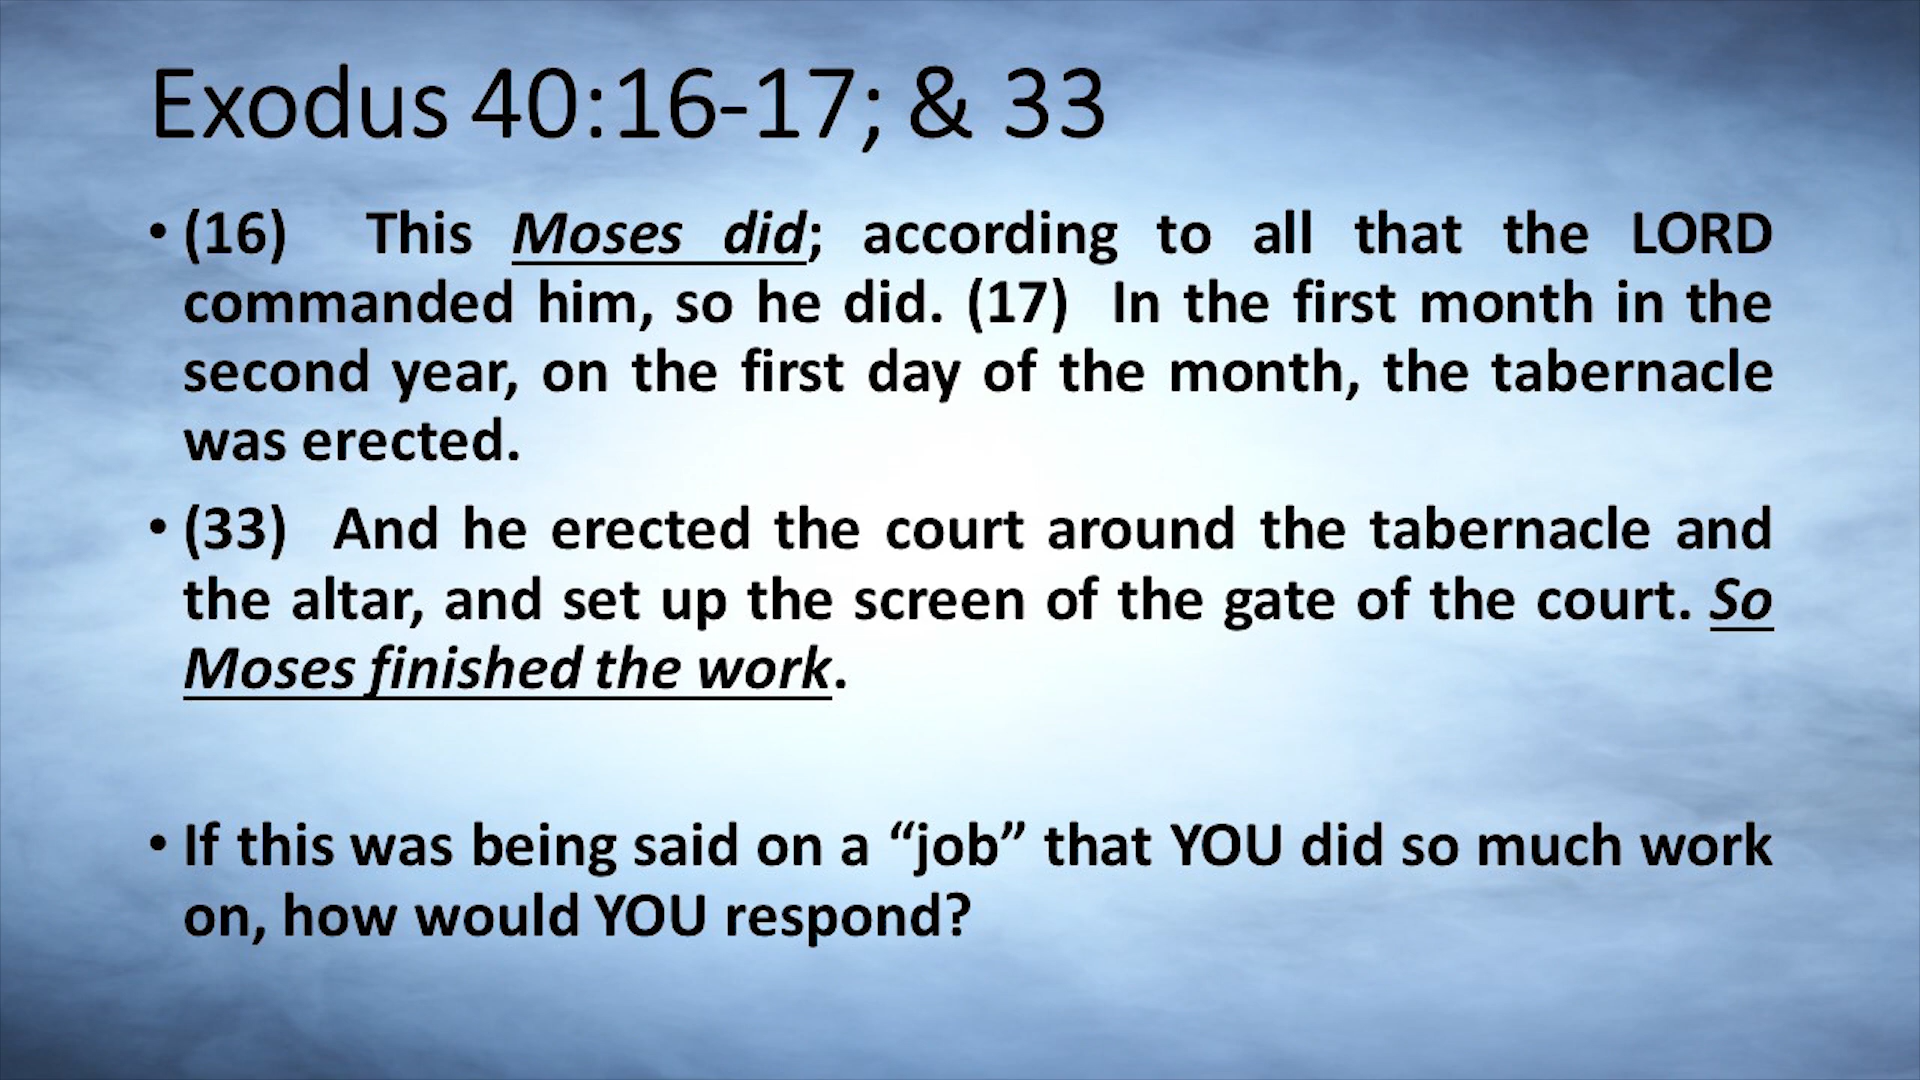 Exodus 40:16-17; & 33
• (16) This Moses did; according to all that the LORD
commanded him, so he did. (17) In the first month in the
second year, on the first day of the month, the tabernacle
was erected.
• (33) And he erected the court around the tabernacle and
the altar, and set up the screen of the gate of the court. So
Moses finished the work.
• If this was being said on a “job” that YOU did so much work
on, how would YOU respond?